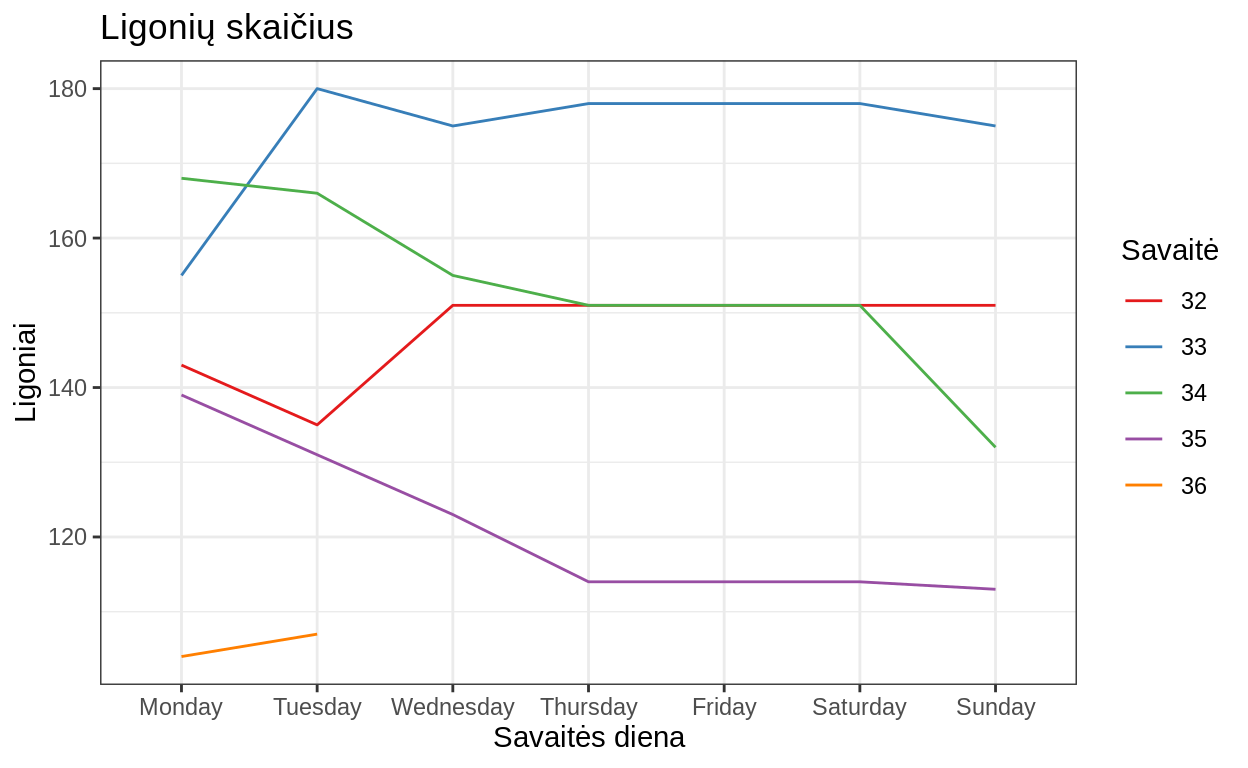 Ligonių skaičius
Ligoniai
180
160
140
120
Monday Tuesday Wednesday Thursday Friday Saturday Sunday
Savaitės diena
Savaitė
32
33
34
35
36